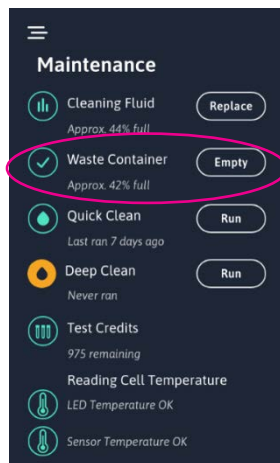 Maintenance
Cleaning Fluid
Replace
Approx. 44% full
Waste Container
Empty
Approx. 42% full
Quick Clean
Run
Last ran 7 days ago
Deep Clean
Run
Never ran
Test Credits
975 remaining
Reading Cell Temperature
LED Temperature OK
Sensor Temperature OK